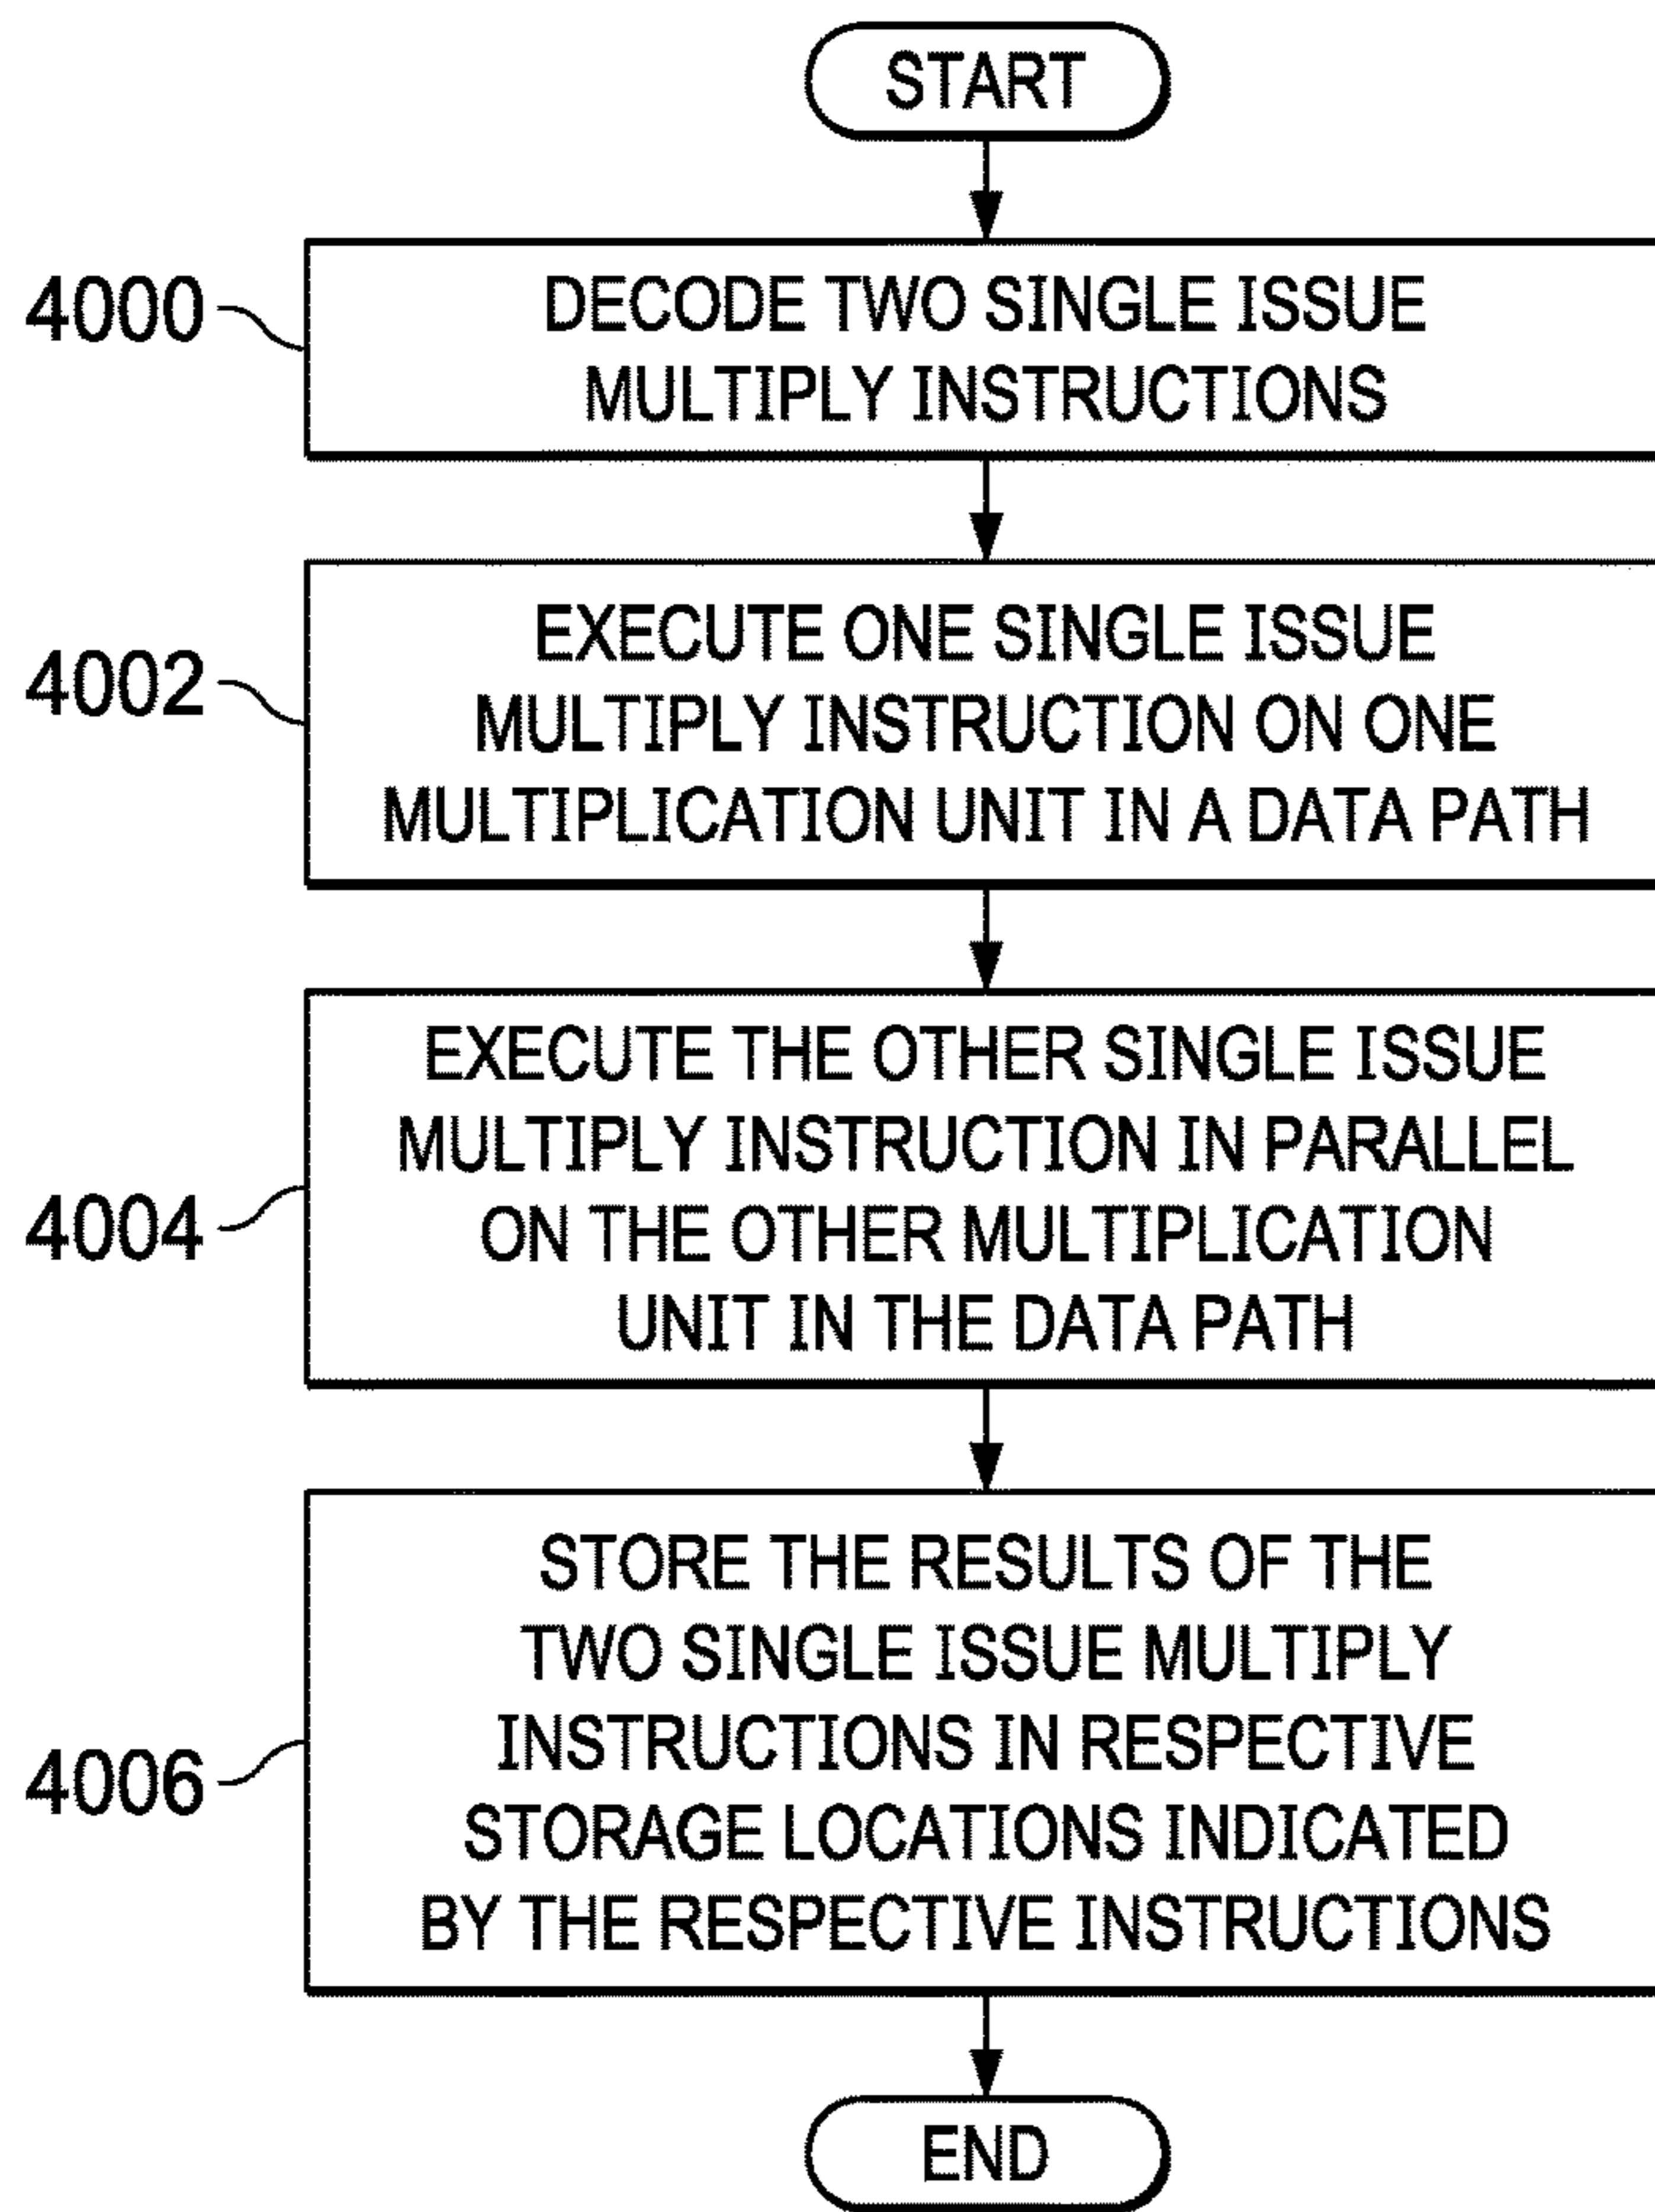 START
4000
DECODE TWO SINGLE ISSUE
MULTIPLY INSTRUCTIONS
4002
EXECUTE ONE SINGLE ISSUE
MULTIPLY INSTRUCTION ON ONE
MULTIPLICATION UNIT IN A DATA PATH
4004
EXECUTE THE OTHER SINGLE ISSUE
MULTIPLY INSTRUCTION IN PARALLEL
ON THE OTHER MULTIPLICATION
UNIT IN THE DATA PATH
4006
STORE THE RESULTS OF THE
TWO SINGLE ISSUE MULTIPLY
INSTRUCTIONS IN RESPECTIVE
STORAGE LOCATIONS INDICATED
BY THE RESPECTIVE INSTRUCTIONS
END